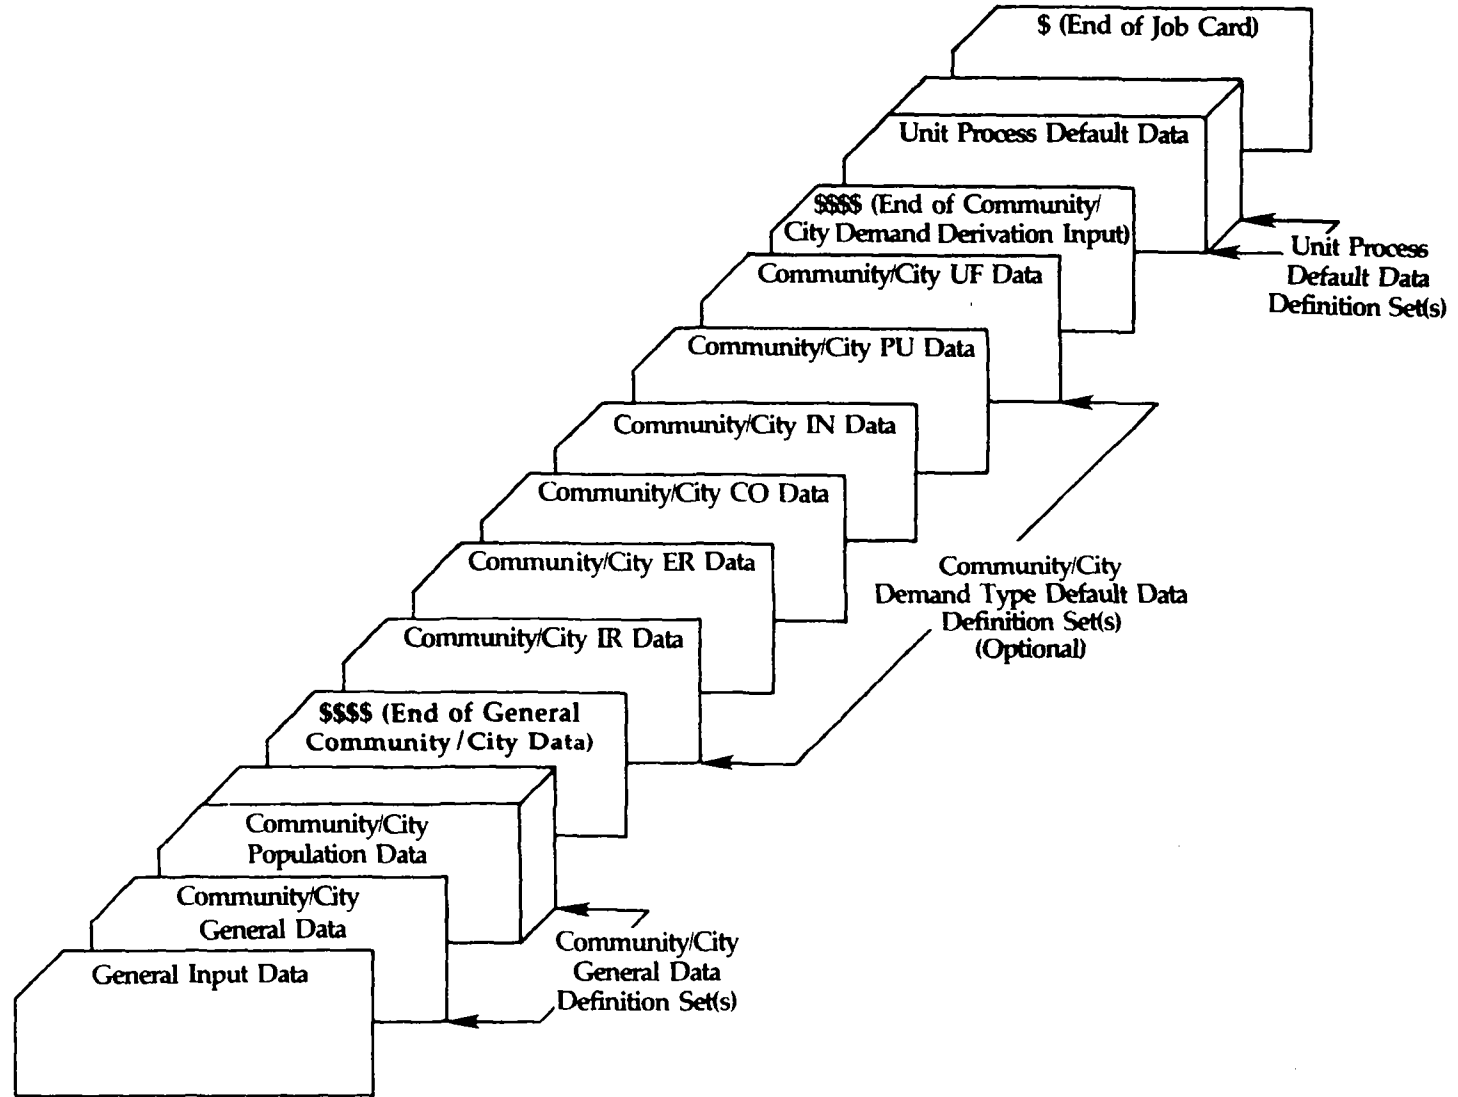 $ (End of Job Card)
Unit Process Default Data
$$$$ (End of Community/
City Demand Derivation Input)
Unit Process
Default Data
Definition Set(s)
Community/City UF Data
Community/City PU Data
Community/City IN Data
Community/City CO Data
Community/City ER Data
Community/City
Demand Type Default Data
Definition Set(s)
(Optional)
Community/City IR Data
$$$$ (End of General
Community/City Data)
Community/City
Population Data
Community/City
General Data
Community/City
General Data
Definition Set(s)
General Input Data